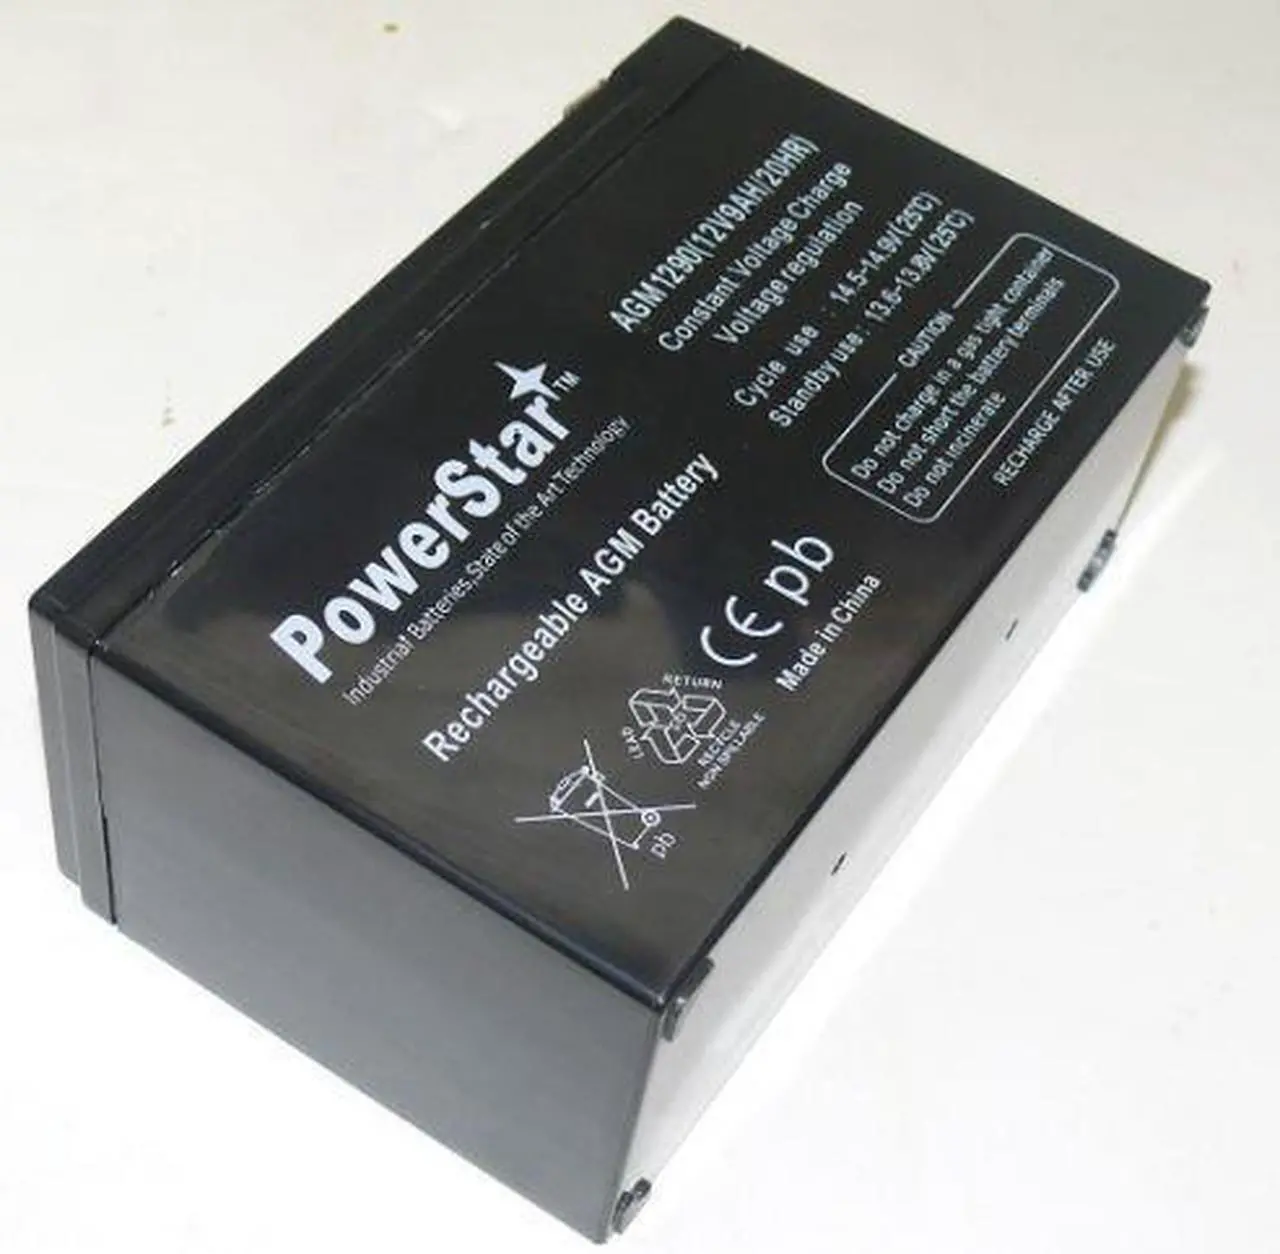 PowerStar™
Industrial Batteries,State of the Art Technology
Rechargeable AGM Battery
AGM1290(12V9AH/20HR)
Constant Voltage Charge
Voltage regulation
Cycle use : 14.5-14.9V(25℃)
Standby use : 13.6-13.8V(25℃)
CAUTION
Do not charge in a gas tight container
Do not short the battery terminals
Do not incinerate
RECHARGE AFTER USE
CE pb
Made in China
RETURN
LEAD
RECYCLE
NON SPILLABLE
pb